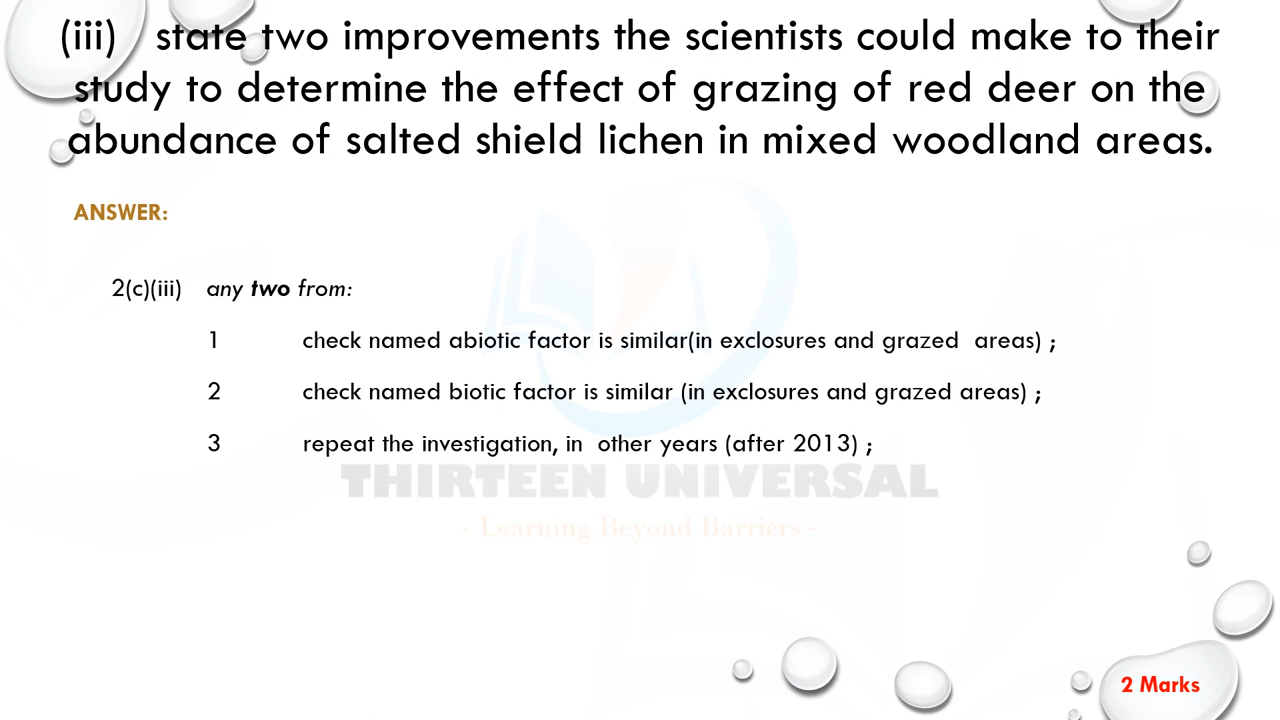 (iii) state two improvements the scientists could make to their
study to determine the effect of grazing of red deer on the
abundance of salted shield lichen in mixed woodland areas.
ANSWER:
2(c)(iii) any two from:
1 check named abiotic factor is similar(in exclosures and grazed areas) ;
2 check named biotic factor is similar (in exclosures and grazed areas) ;
3 repeat the investigation, in other years (after 2013) ;
THIRTEEN UNIVERSAL
- Learning Beyond Barriers -
2 Marks